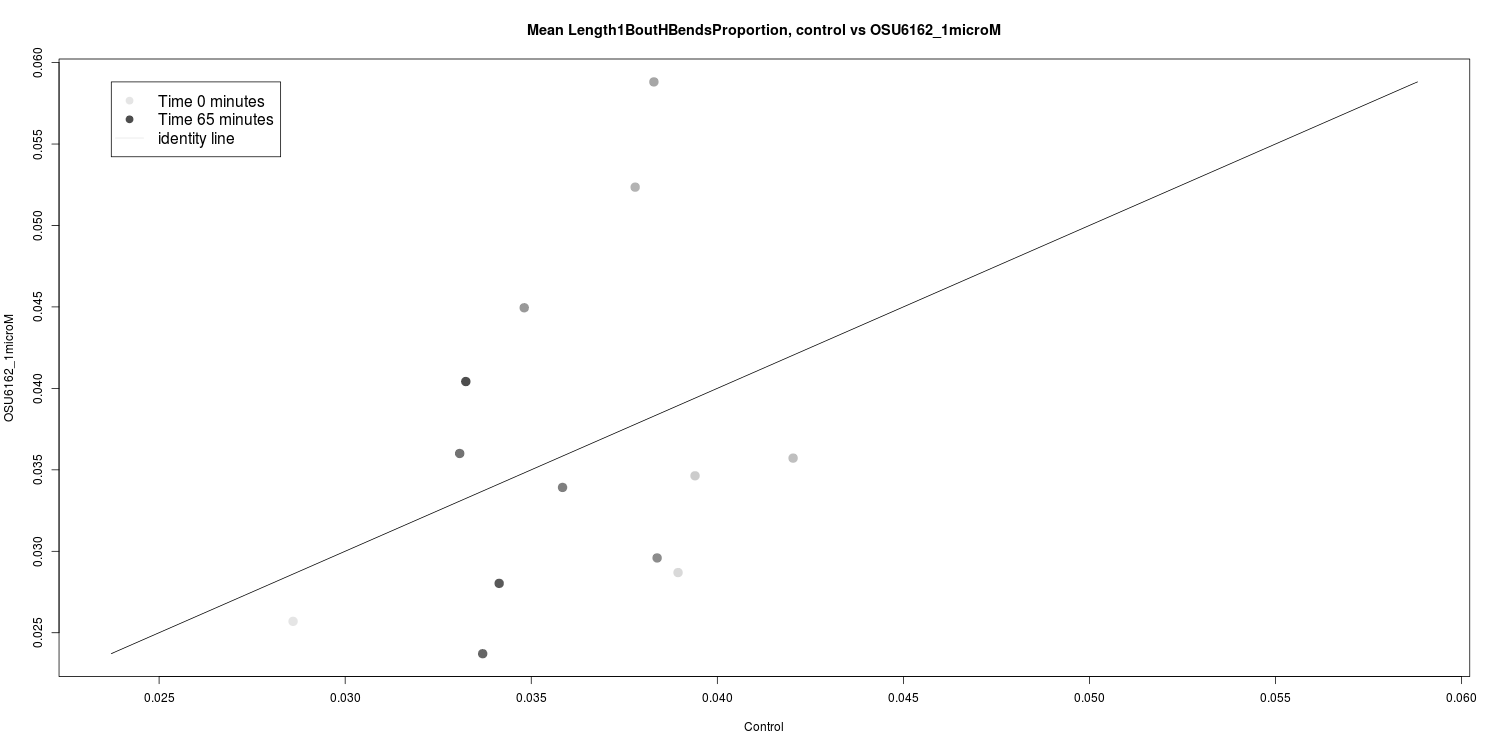 Mean Length1BoutHBendsProportion, control vs OSU6162_1microM
Time 0 minutes
Time 65 minutes
identity line
OSU6162_1microM
0.060
0.055
0.050
0.045
0.040
0.035
0.030
0.025
0.025 0.030 0.035 0.040 0.045 0.050 0.055 0.060
Control